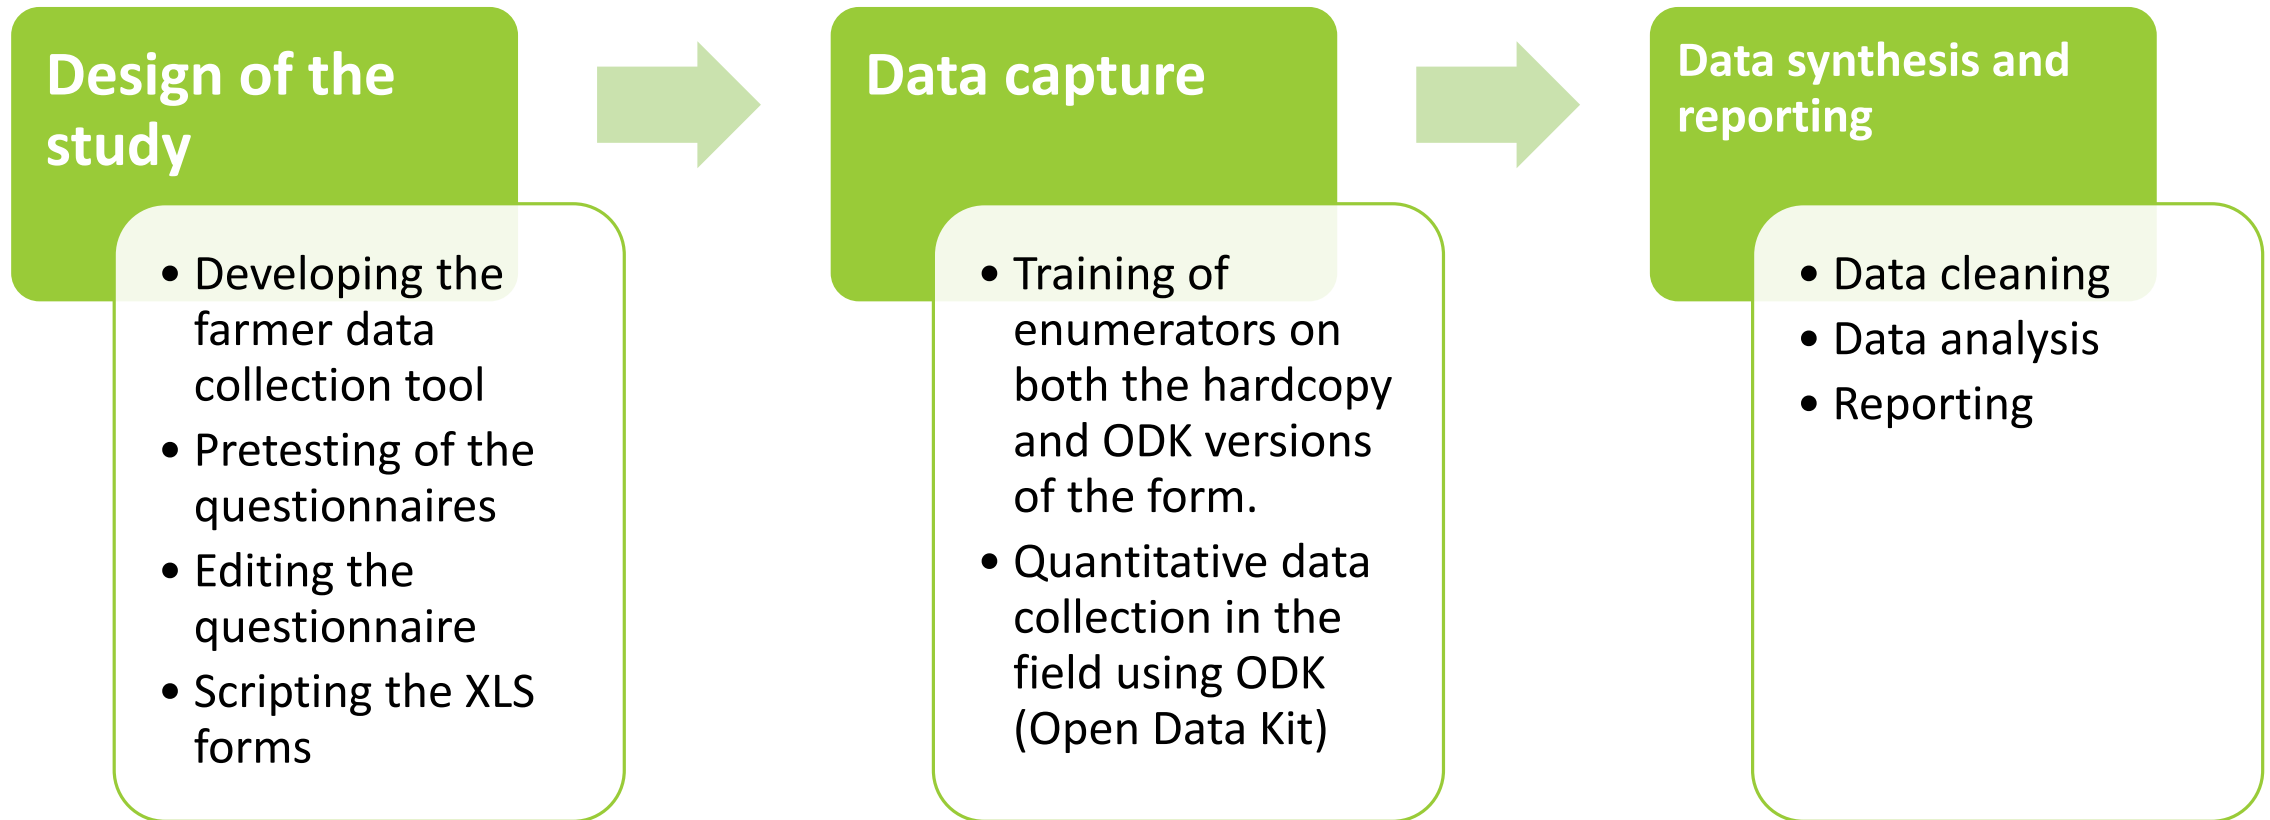 Design of the
study
• Developing the
farmer data
collection tool
• Pretesting of the
questionnaires
• Editing the
questionnaire
• Scripting the XLS
forms
Data capture
• Training of
enumerators on
both the hardcopy
and ODK versions
of the form.
• Quantitative data
collection in the
field using ODK
(Open Data Kit)
Data synthesis and
reporting
• Data cleaning
• Data analysis
• Reporting